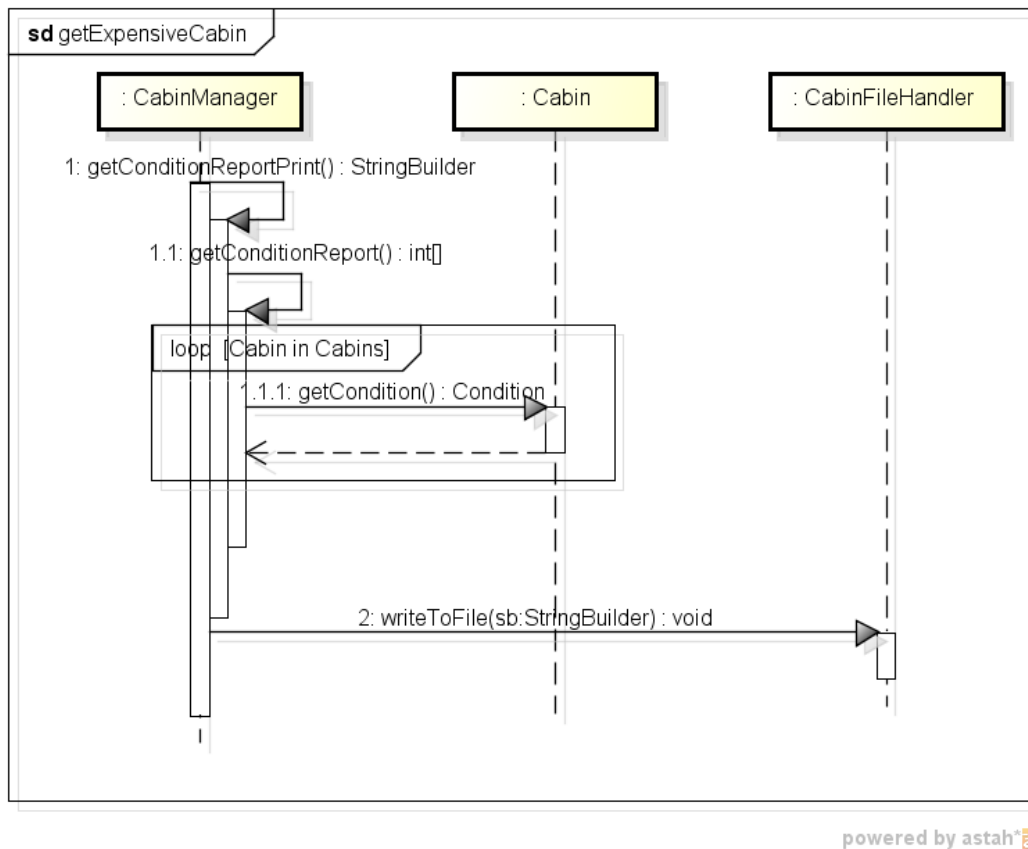 sd getExpensiveCabin
: CabinManager
: Cabin
: CabinFileHandler
1: getConditionReportPrint() : StringBuilder
1.1: getConditionReport() : int[]
loop [Cabin in Cabins]
1.1.1: getCondition() : Condition
2: writeToFile(sb:StringBuilder) : void
powered by astah*